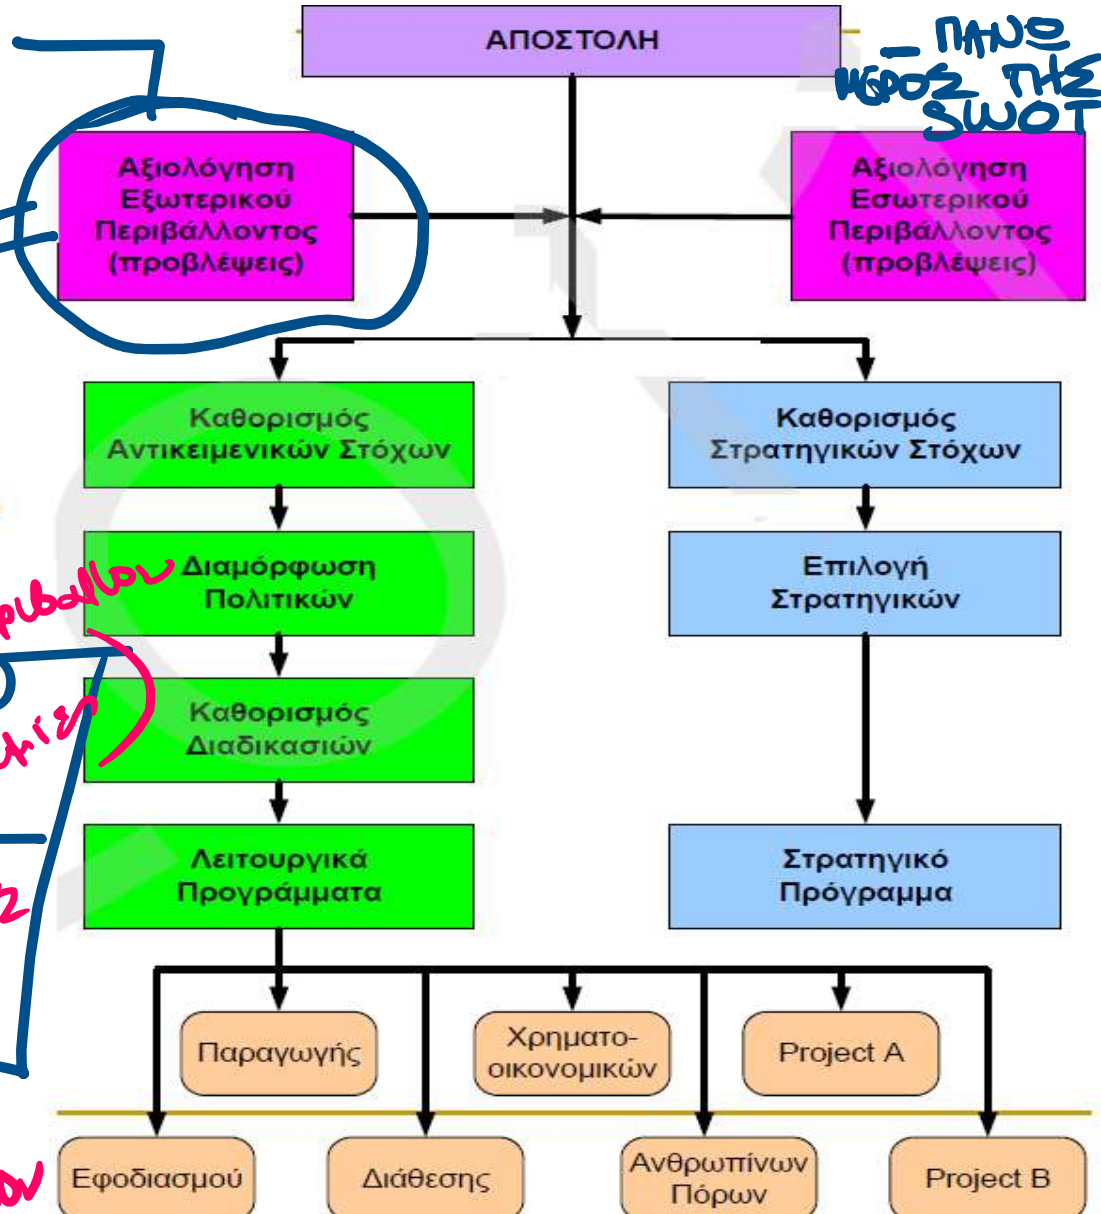 ΑΠΟΣΤΟΛΗ
ΠΑΝΩ
ΜΕΡΟΣ ΤΗΣ
SWOT
Αξιολόγηση
Εξωτερικού
Περιβάλλοντος
(προβλέψεις)
Αξιολόγηση
Εσωτερικού
Περιβάλλοντος
(προβλέψεις)
Καθορισμός
Αντικειμενικών Στόχων
Καθορισμός
Στρατηγικών Στόχων
Διαμόρφωση
Πολιτικών
Επιλογή
Στρατηγικών
Καθορισμός
Διαδικασιών
Λειτουργικά
Προγράμματα
Στρατηγικό
Πρόγραμμα
Παραγωγής
Χρηματο-
οικονομικών
Project A
Εφοδιασμού
Διάθεσης
Ανθρωπίνων
Πόρων
Project B